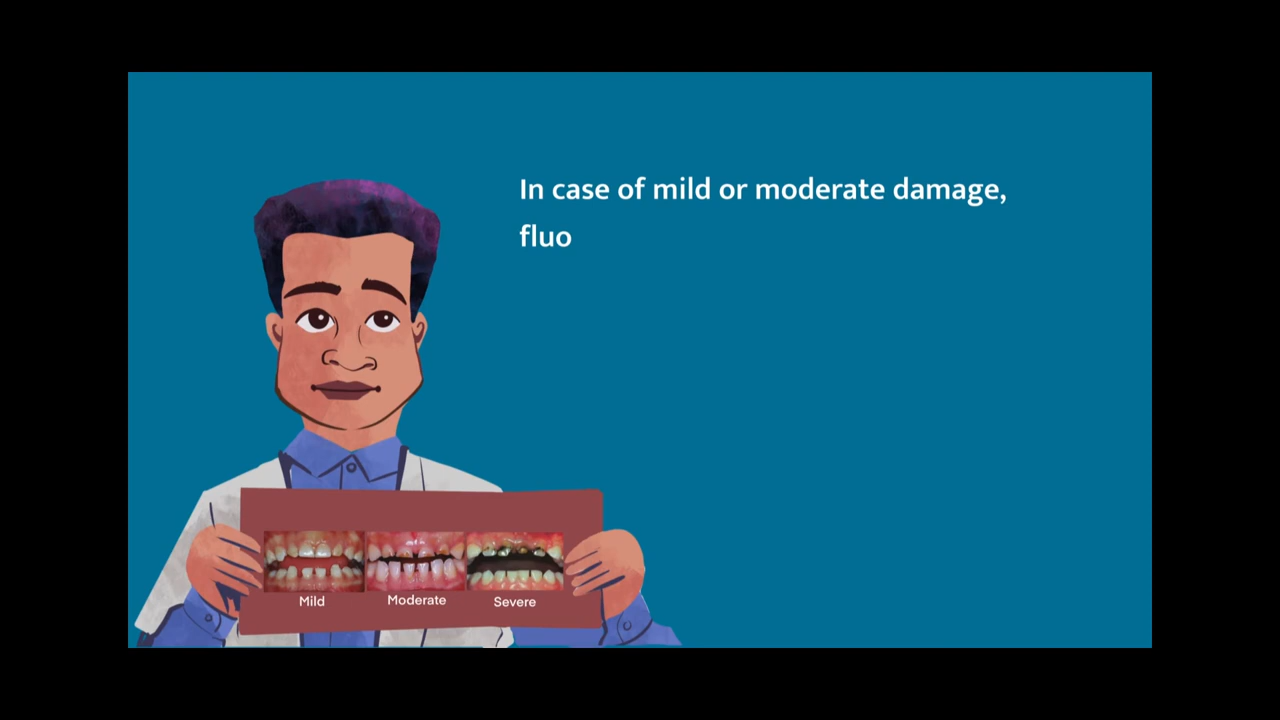 In case of mild or moderate damage,
fluo
Mild
Moderate
Severe